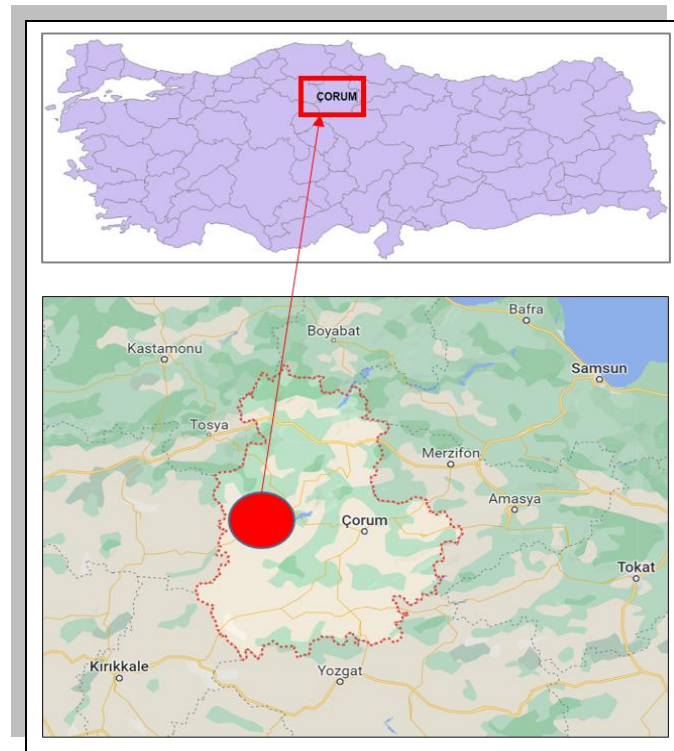 ÇORUM
Bafra
Boyabat
Kastamonu
Samsun
Tosya
Merzifon
Amasya
Çorum
Tokat
Kırıkkale
Yozgat